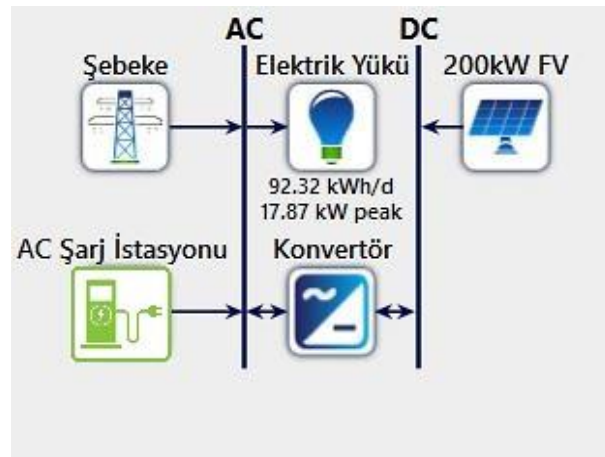 AC DC
Şebeke Elektrik Yükü 200kW FV
92.32 kWh/d
17.87 kW peak
AC Şarj İstasyonu Konvertör